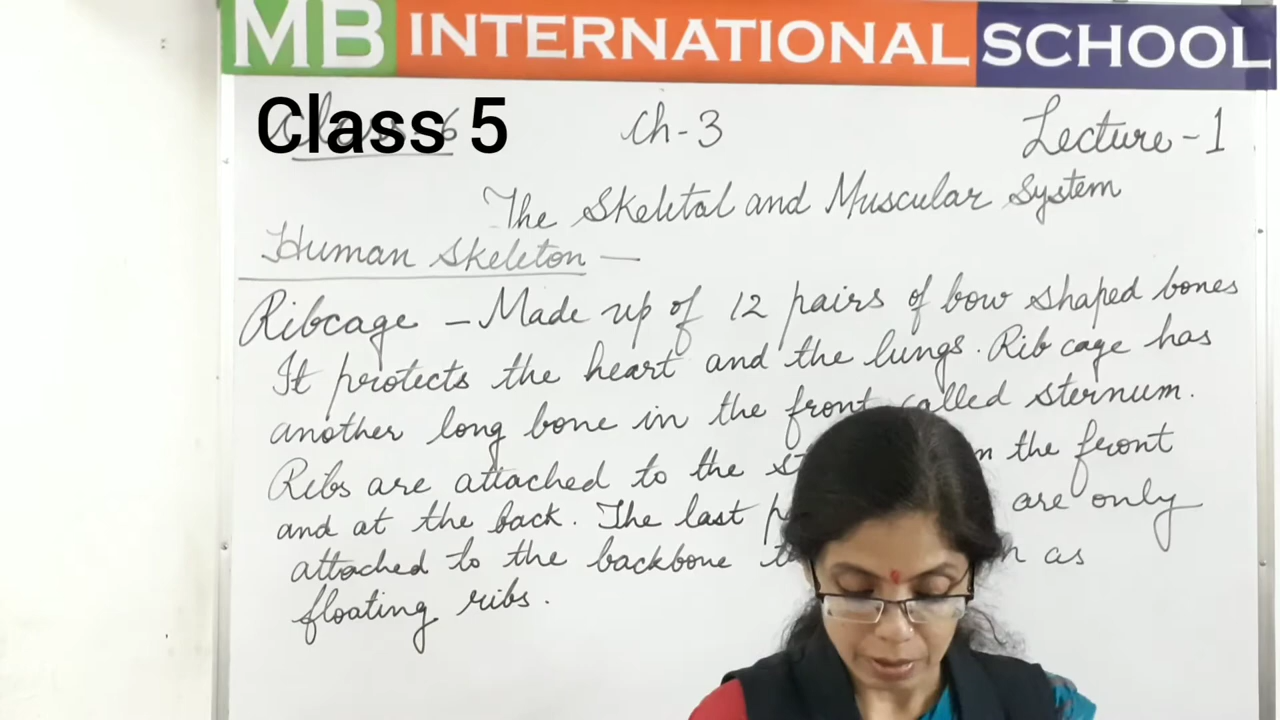 MB INTERNATIONAL SCHOOL
Class 5
Ch-3
Lecture-1
The Skeletal and Muscular System
Human Skeleton —
Ribcage - Made up of 12 pairs of bow shaped bones
It protects the heart and the lungs. Rib cage has
another long bone in the front called sternum.
Ribs are attached to the the front
and at the back. The last are only
attached to the backbone as
floating ribs.